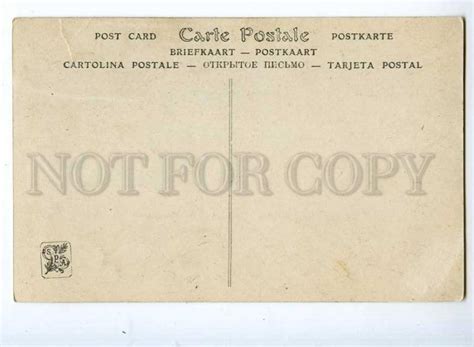 POST CARD Carte Postale POSTKARTE
BRIEFKAART — POSTKAART
CARTOLINA POSTALE — ОТКРЫТОЕ ПИСЬМО — TARJETA POSTAL
NOT FOR COPY